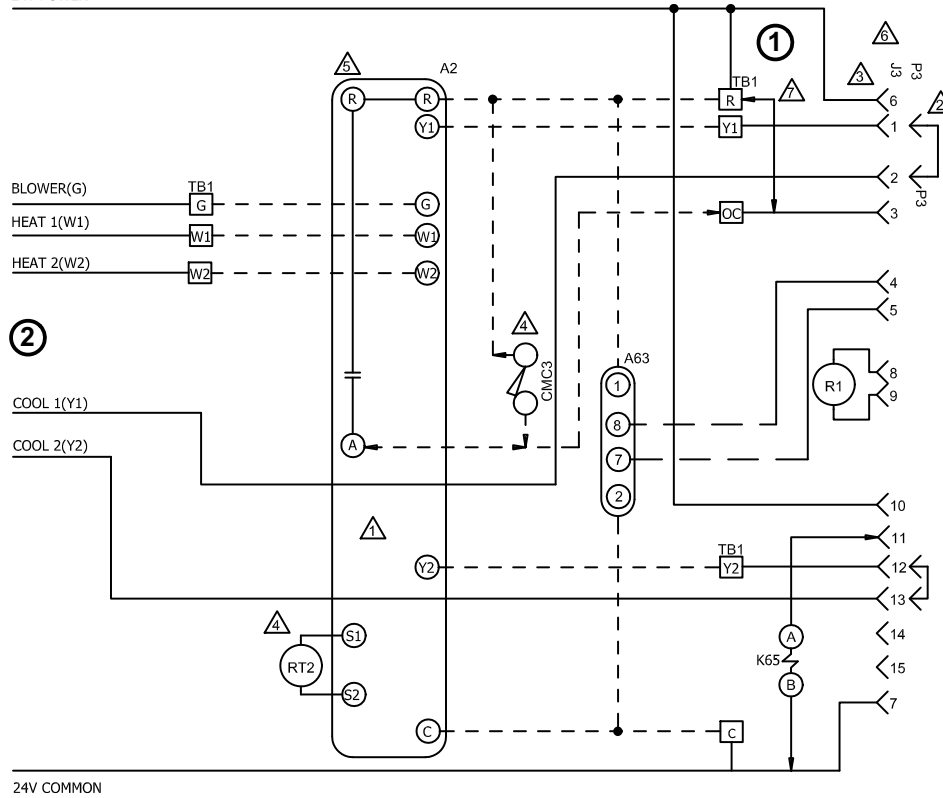 1
6
5
A2
3
J3
P3
R
R
TB1
R
7
6
2
Y1
Y1
1
BLOWER(G)
TB1
2
G
G
P3
HEAT 1(W1)
OC
3
W1
W1
HEAT 2(W2)
W2
W2
4
5
2
4
A63
CMC3
1
R1
8
9
COOL 1(Y1)
8
COOL 2(Y2)
A
7
2
10
1
11
TB1
Y2
Y2
12
13
4
S1
A
14
RT2
K65
15
S2
B
7
C
C
24V COMMON